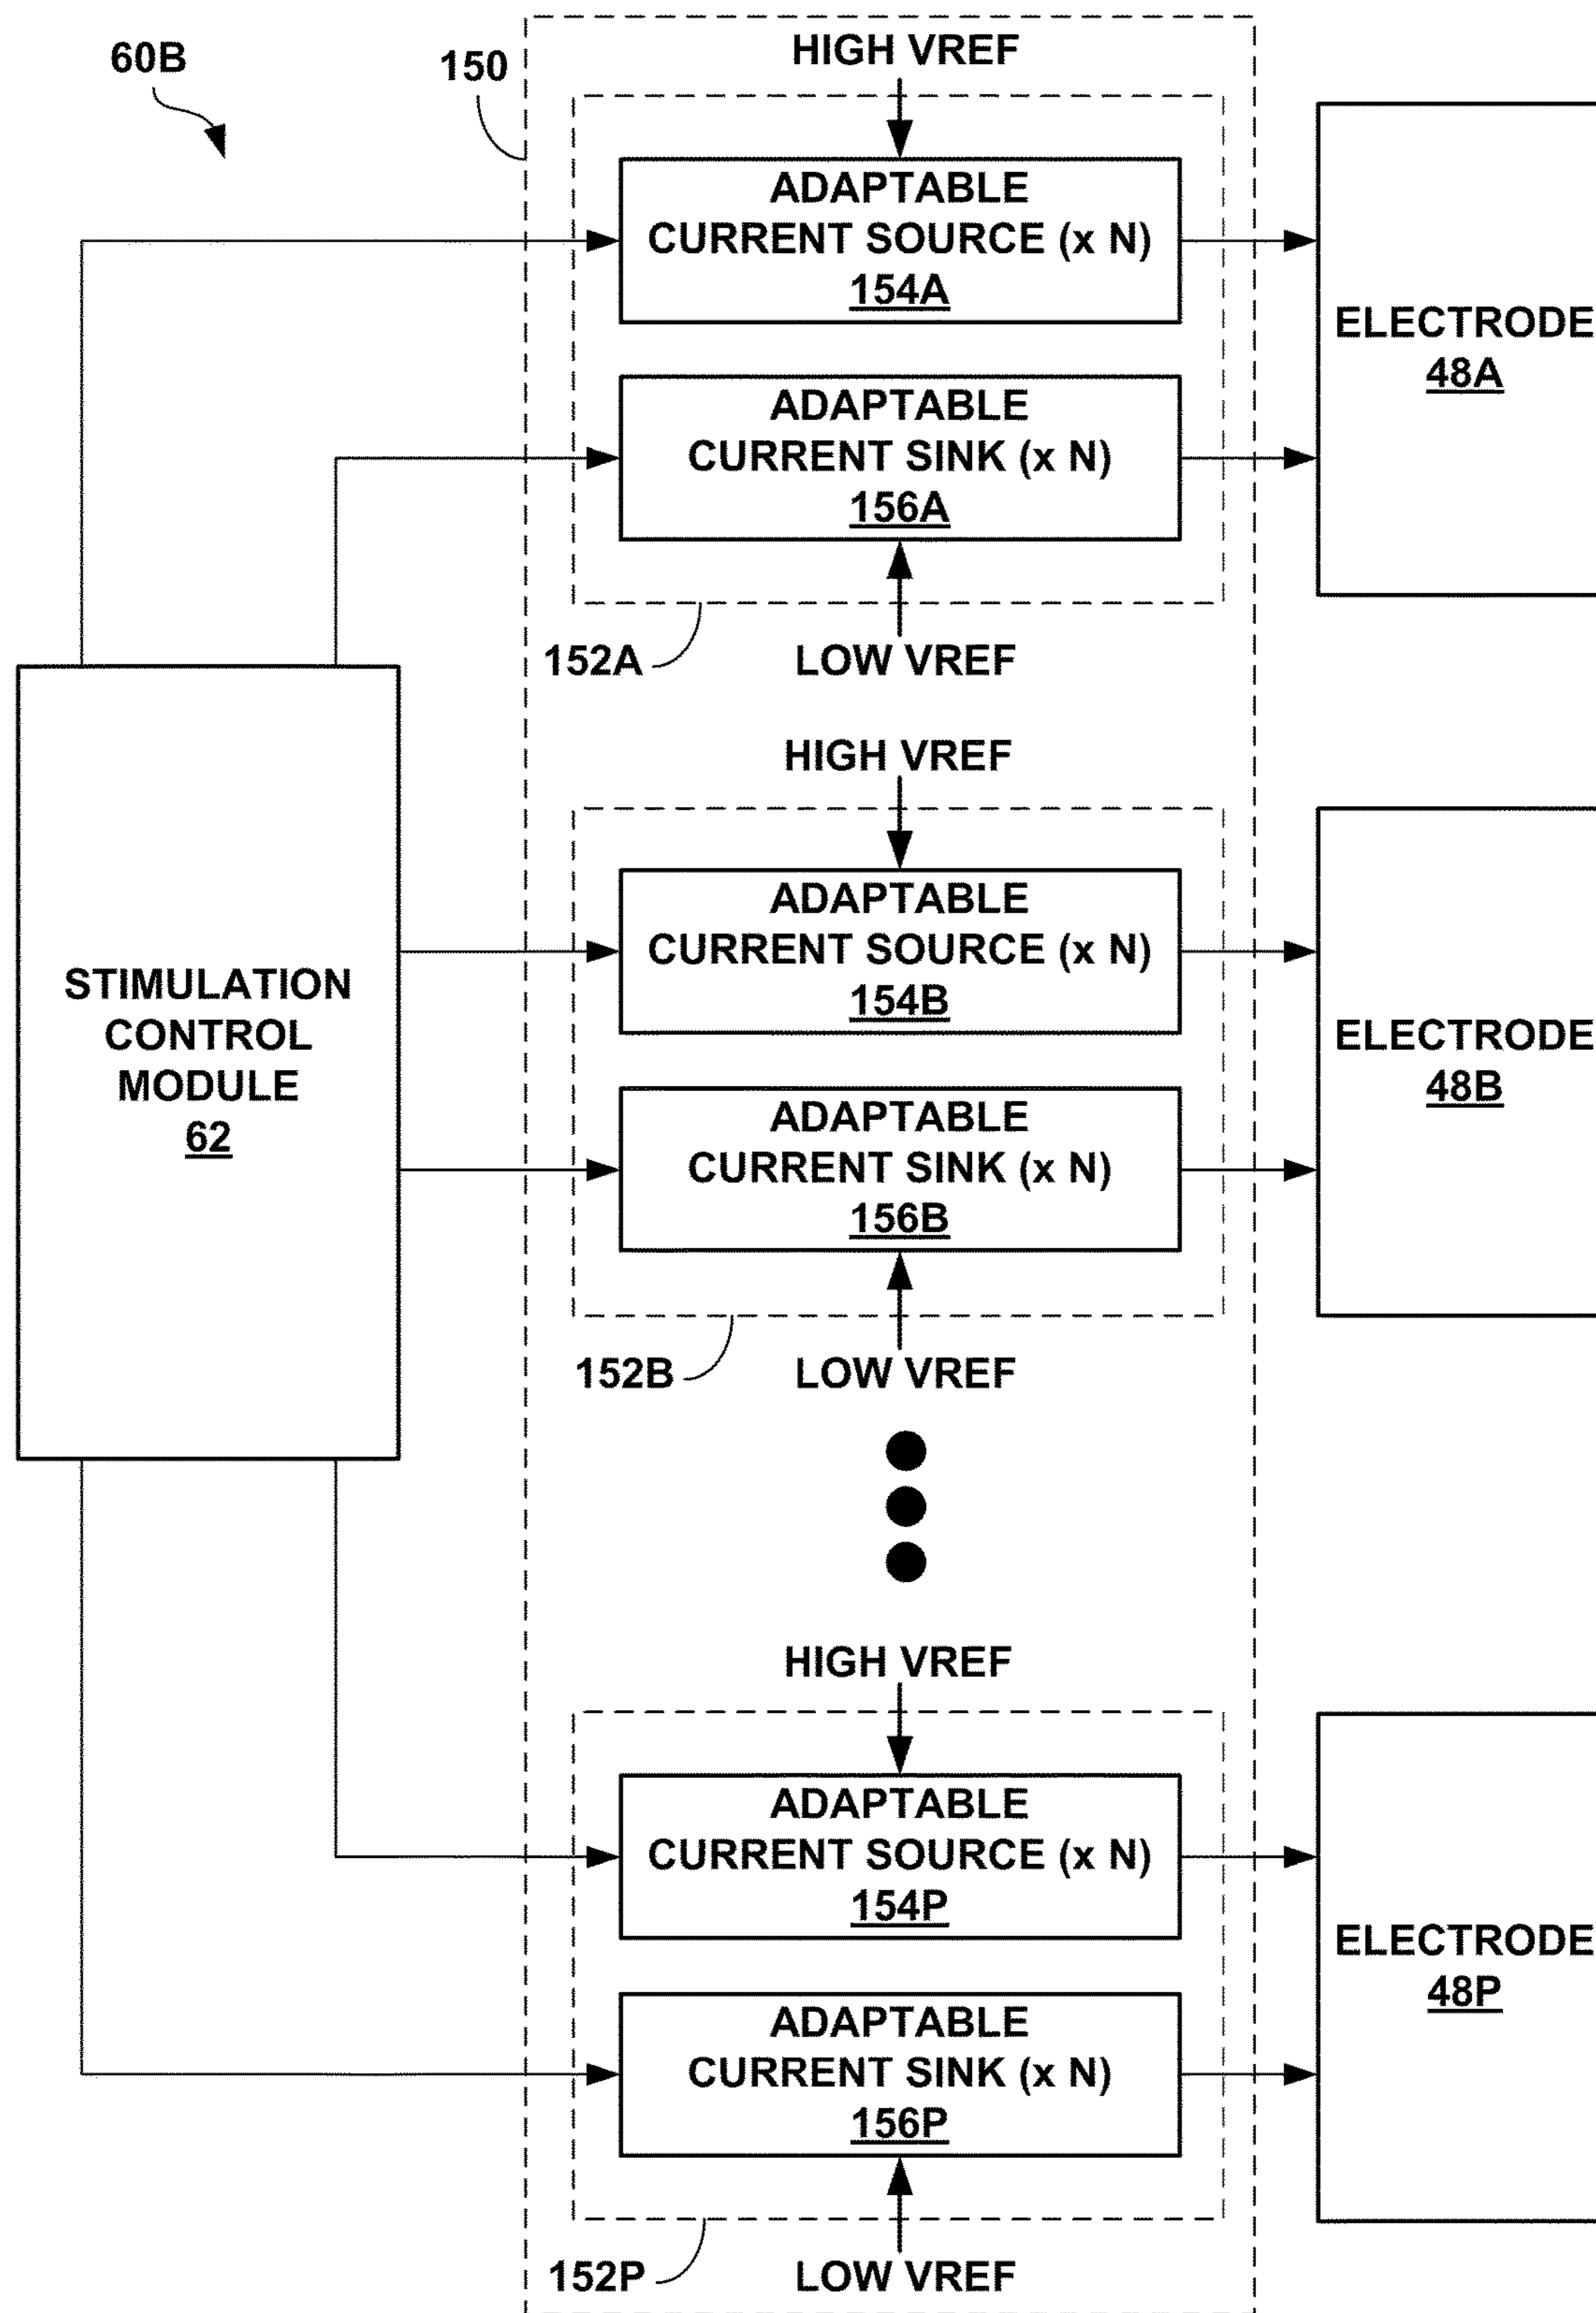 60B
150
HIGH VREF
ADAPTABLE
CURRENT SOURCE (x N)
154A
ADAPTABLE
CURRENT SINK (x N)
156A
152A
LOW VREF
ELECTRODE
48A
STIMULATION
CONTROL
MODULE
62
HIGH VREF
ADAPTABLE
CURRENT SOURCE (x N)
154B
ADAPTABLE
CURRENT SINK (x N)
156B
152B
LOW VREF
ELECTRODE
48B
HIGH VREF
ADAPTABLE
CURRENT SOURCE (x N)
154P
ADAPTABLE
CURRENT SINK (x N)
156P
152P
LOW VREF
ELECTRODE
48P